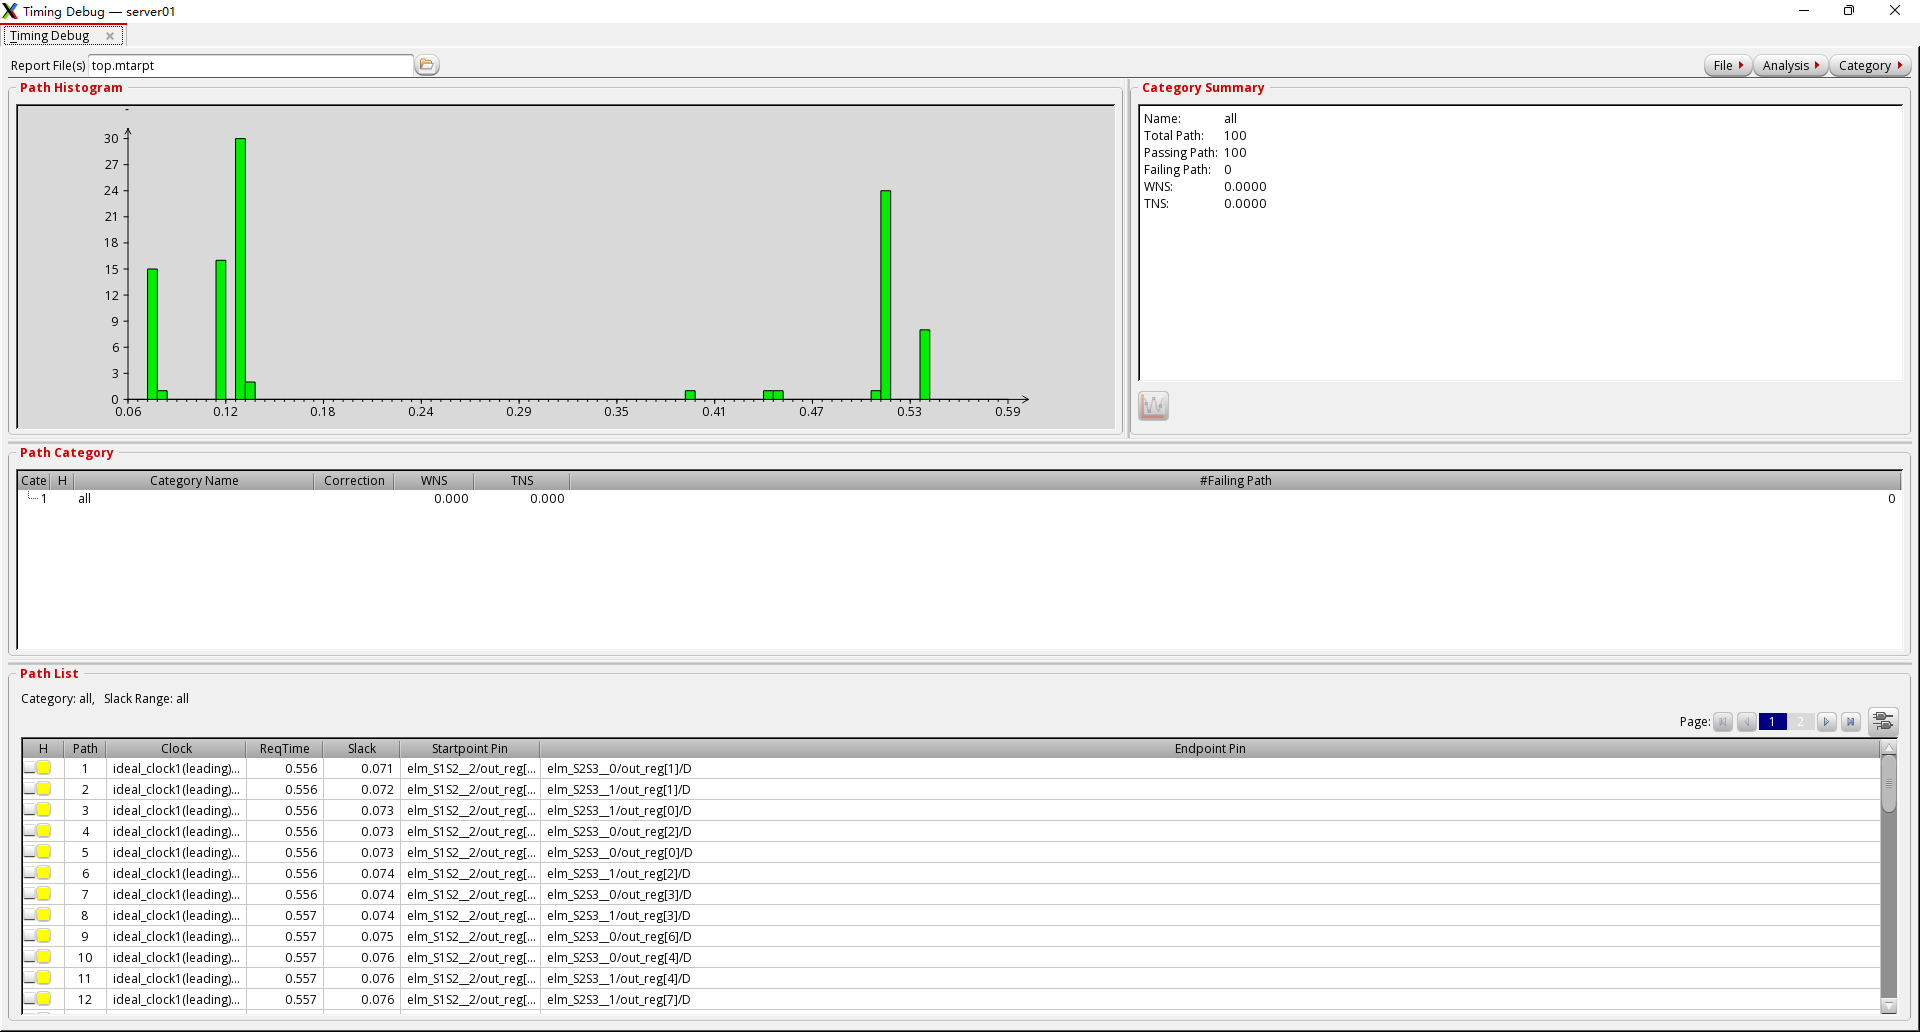 Timing Debug — server01
Timing Debug
Report File(s) top.mtarpt
File Analysis Category
Path Histogram
30
27
24
21
18
15
12
9
6
3
0
0.06 0.12 0.18 0.24 0.29 0.35 0.41 0.47 0.53 0.59
Category Summary
Name: all
Total Path: 100
Passing Path: 100
Failing Path: 0
WNS: 0.0000
TNS: 0.0000
Path Category
Cate H Category Name Correction WNS TNS #Failing Path
1 all 0.000 0.000 0
Path List
Category: all, Slack Range: all
Page: 1 2
H Path Clock ReqTime Slack Startpoint Pin Endpoint Pin
1 ideal_clock1(leading)... 0.556 0.071 elm_S1S2__2/out_reg[... elm_S2S3__0/out_reg[1]/D
2 ideal_clock1(leading)... 0.556 0.072 elm_S1S2__2/out_reg[... elm_S2S3__1/out_reg[1]/D
3 ideal_clock1(leading)... 0.556 0.073 elm_S1S2__2/out_reg[... elm_S2S3__1/out_reg[0]/D
4 ideal_clock1(leading)... 0.556 0.073 elm_S1S2__2/out_reg[... elm_S2S3__0/out_reg[2]/D
5 ideal_clock1(leading)... 0.556 0.073 elm_S1S2__2/out_reg[... elm_S2S3__0/out_reg[0]/D
6 ideal_clock1(leading)... 0.556 0.074 elm_S1S2__2/out_reg[... elm_S2S3__1/out_reg[2]/D
7 ideal_clock1(leading)... 0.556 0.074 elm_S1S2__2/out_reg[... elm_S2S3__0/out_reg[3]/D
8 ideal_clock1(leading)... 0.557 0.074 elm_S1S2__2/out_reg[... elm_S2S3__1/out_reg[3]/D
9 ideal_clock1(leading)... 0.557 0.075 elm_S1S2__2/out_reg[... elm_S2S3__0/out_reg[6]/D
10 ideal_clock1(leading)... 0.557 0.076 elm_S1S2__2/out_reg[... elm_S2S3__0/out_reg[4]/D
11 ideal_clock1(leading)... 0.557 0.076 elm_S1S2__2/out_reg[... elm_S2S3__1/out_reg[4]/D
12 ideal_clock1(leading)... 0.557 0.076 elm_S1S2__2/out_reg[... elm_S2S3__1/out_reg[7]/D